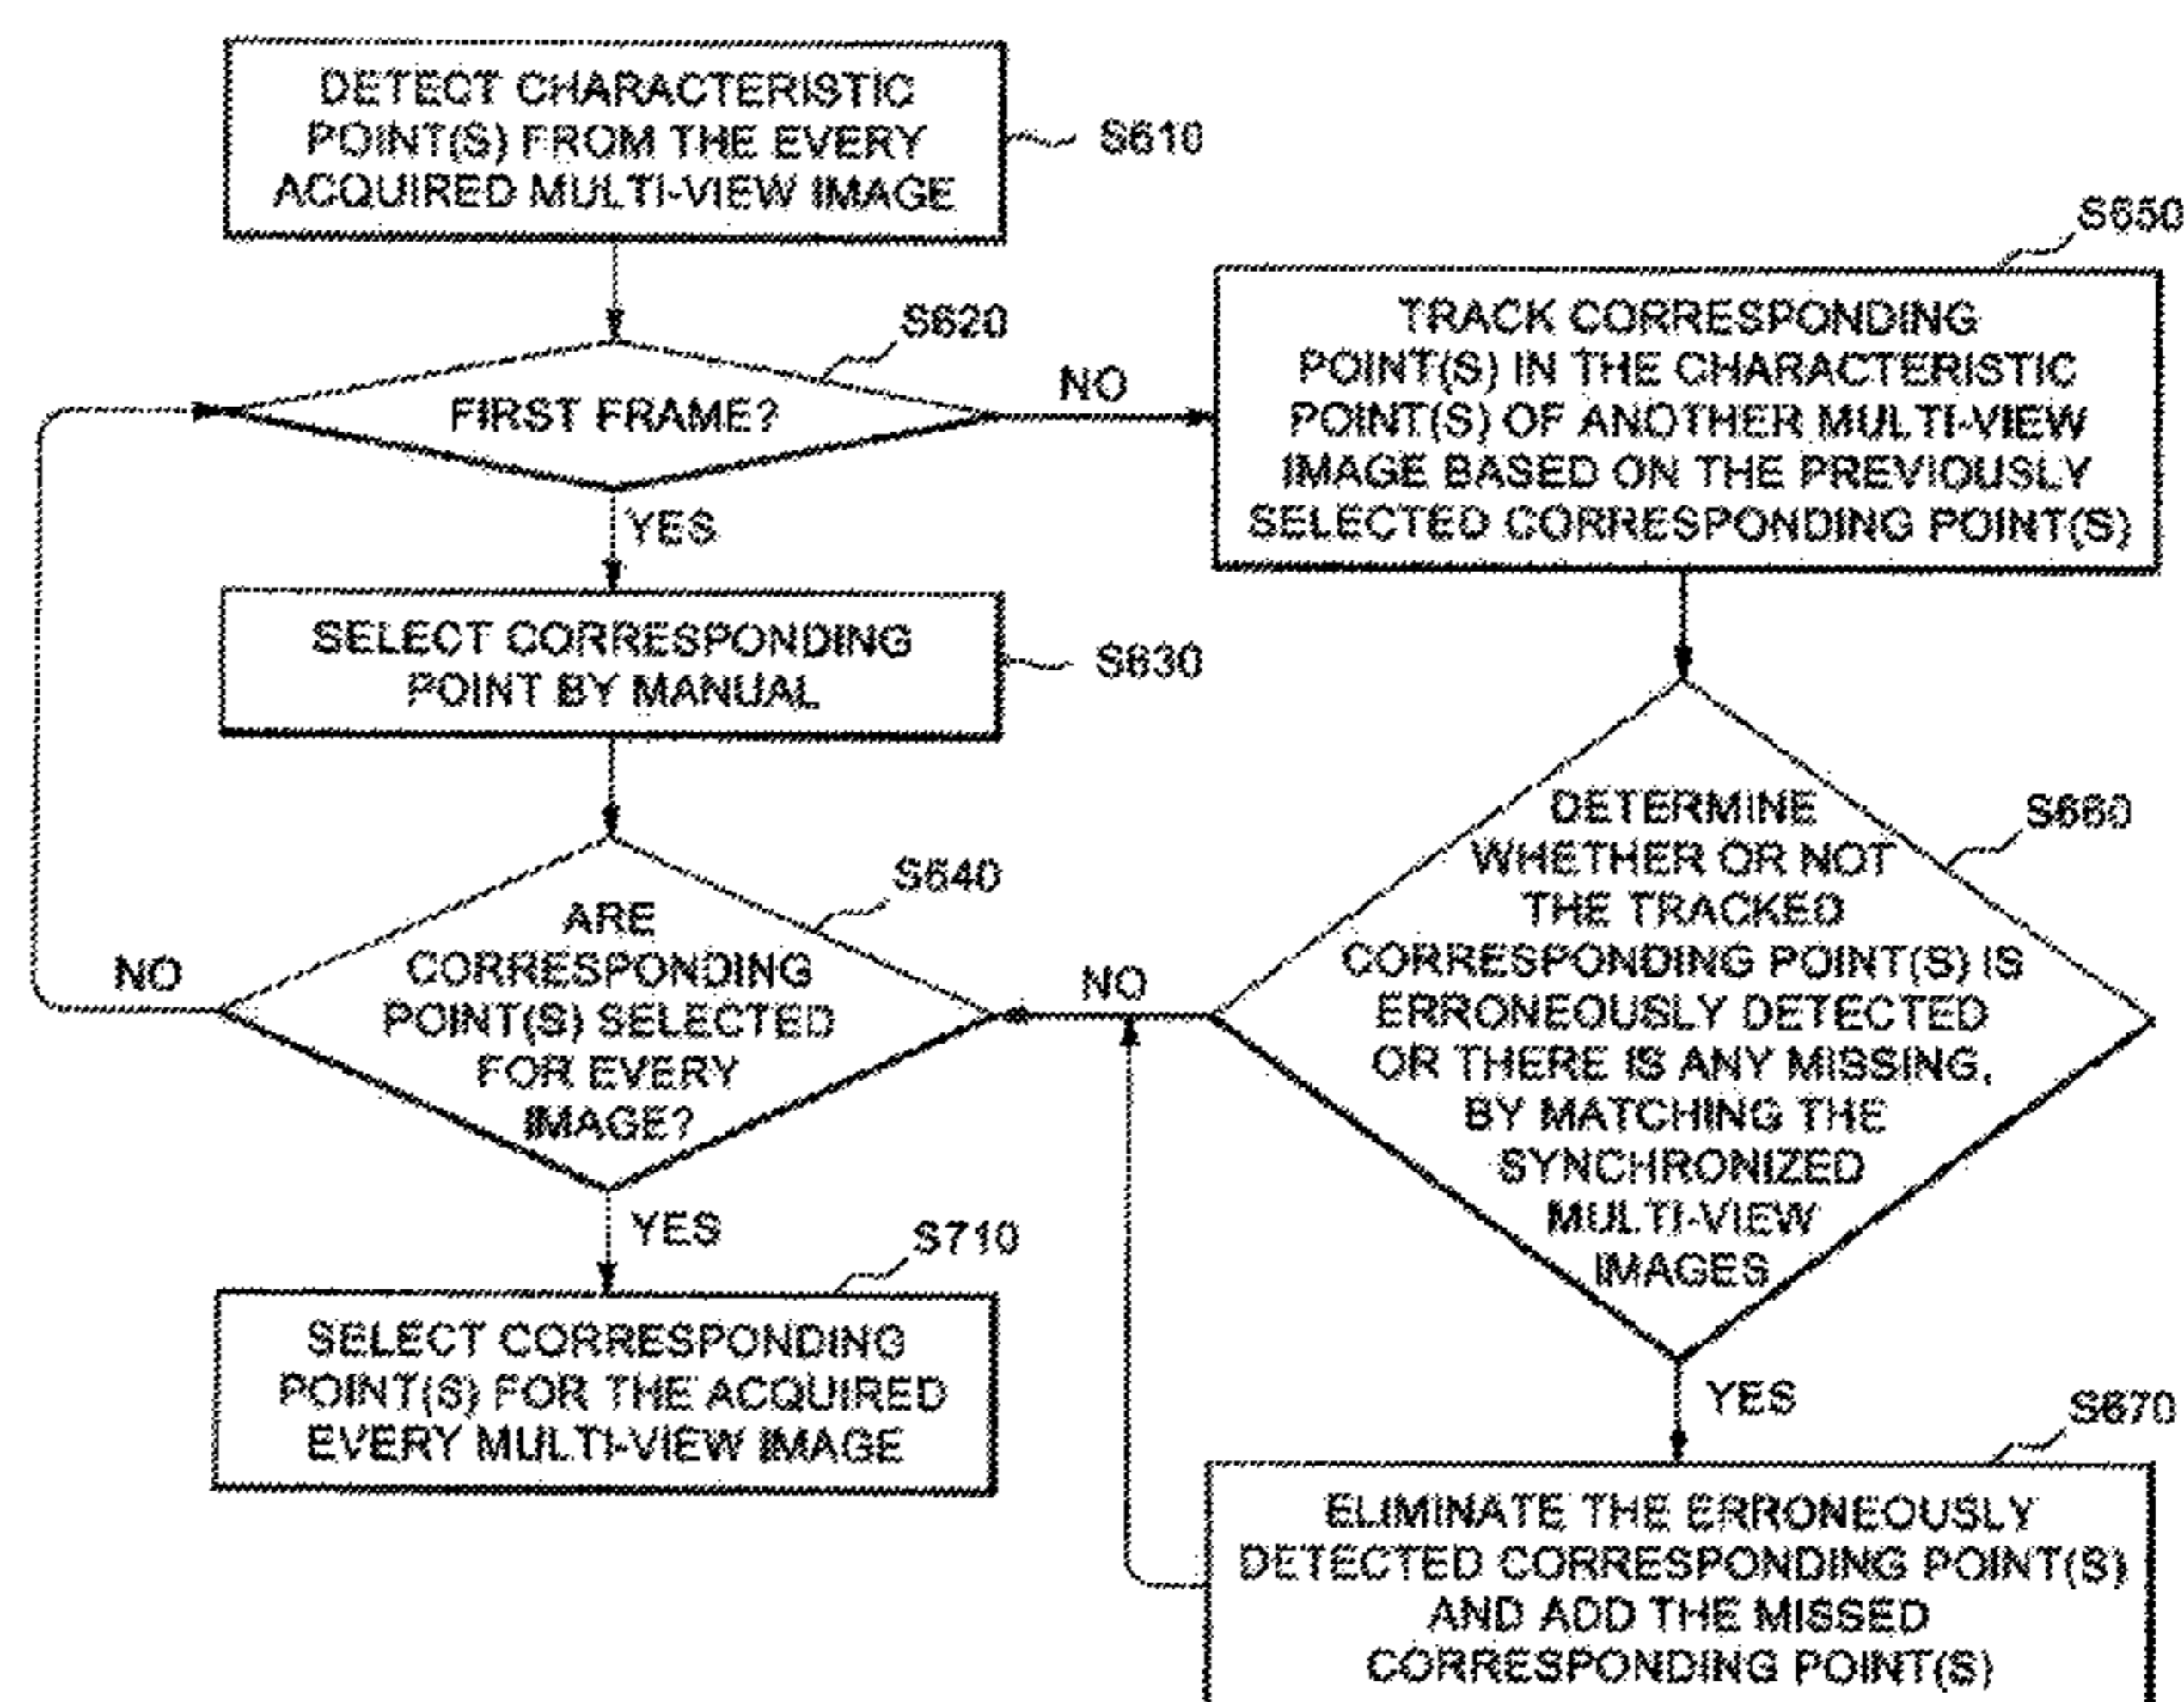 DETECT CHARACTERISTIC
POINT(S) FROM THE EVERY
ACQUIRED MULTI-VIEW IMAGE
S610
S620
FIRST FRAME?
NO
YES
SELECT CORRESPONDING
POINT BY MANUAL
S630
S640
ARE
CORRESPONDING
POINT(S) SELECTED
FOR EVERY
IMAGE?
NO
YES
S710
SELECT CORRESPONDING
POINT(S) FOR THE ACQUIRED
EVERY MULTI-VIEW IMAGE
S650
TRACK CORRESPONDING
POINT(S) IN THE CHARACTERISTIC
POINT(S) OF ANOTHER MULTI-VIEW
IMAGE BASED ON THE PREVIOUSLY
SELECTED CORRESPONDING POINT(S)
S660
DETERMINE
WHETHER OR NOT
THE TRACKED
CORRESPONDING POINT(S) IS
ERRONEOUSLY DETECTED
OR THERE IS ANY MISSING,
BY MATCHING THE
SYNCHRONIZED
MULTI-VIEW
IMAGES
NO
YES
S670
ELIMINATE THE ERRONEOUSLY
DETECTED CORRESPONDING POINT(S)
AND ADD THE MISSED
CORRESPONDING POINT(S)